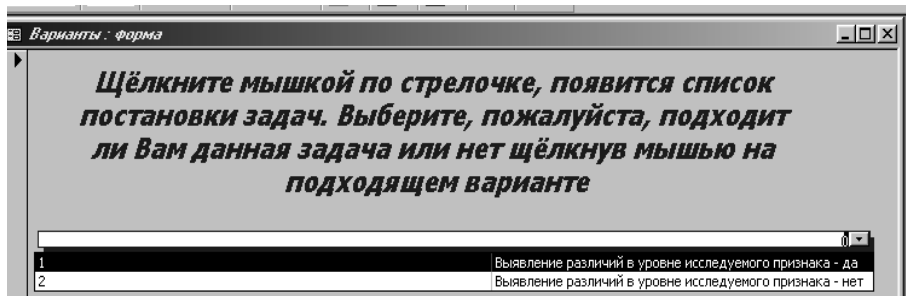 Варианты : форма
Щёлкните мышкой по стрелочке, появится список
постановки задач. Выберите, пожалуйста, подходит
ли Вам данная задача или нет щёлкнув мышью на
подходящем варианте
0
1 Выявление различий в уровне исследуемого признака - да
2 Выявление различий в уровне исследуемого признака - нет